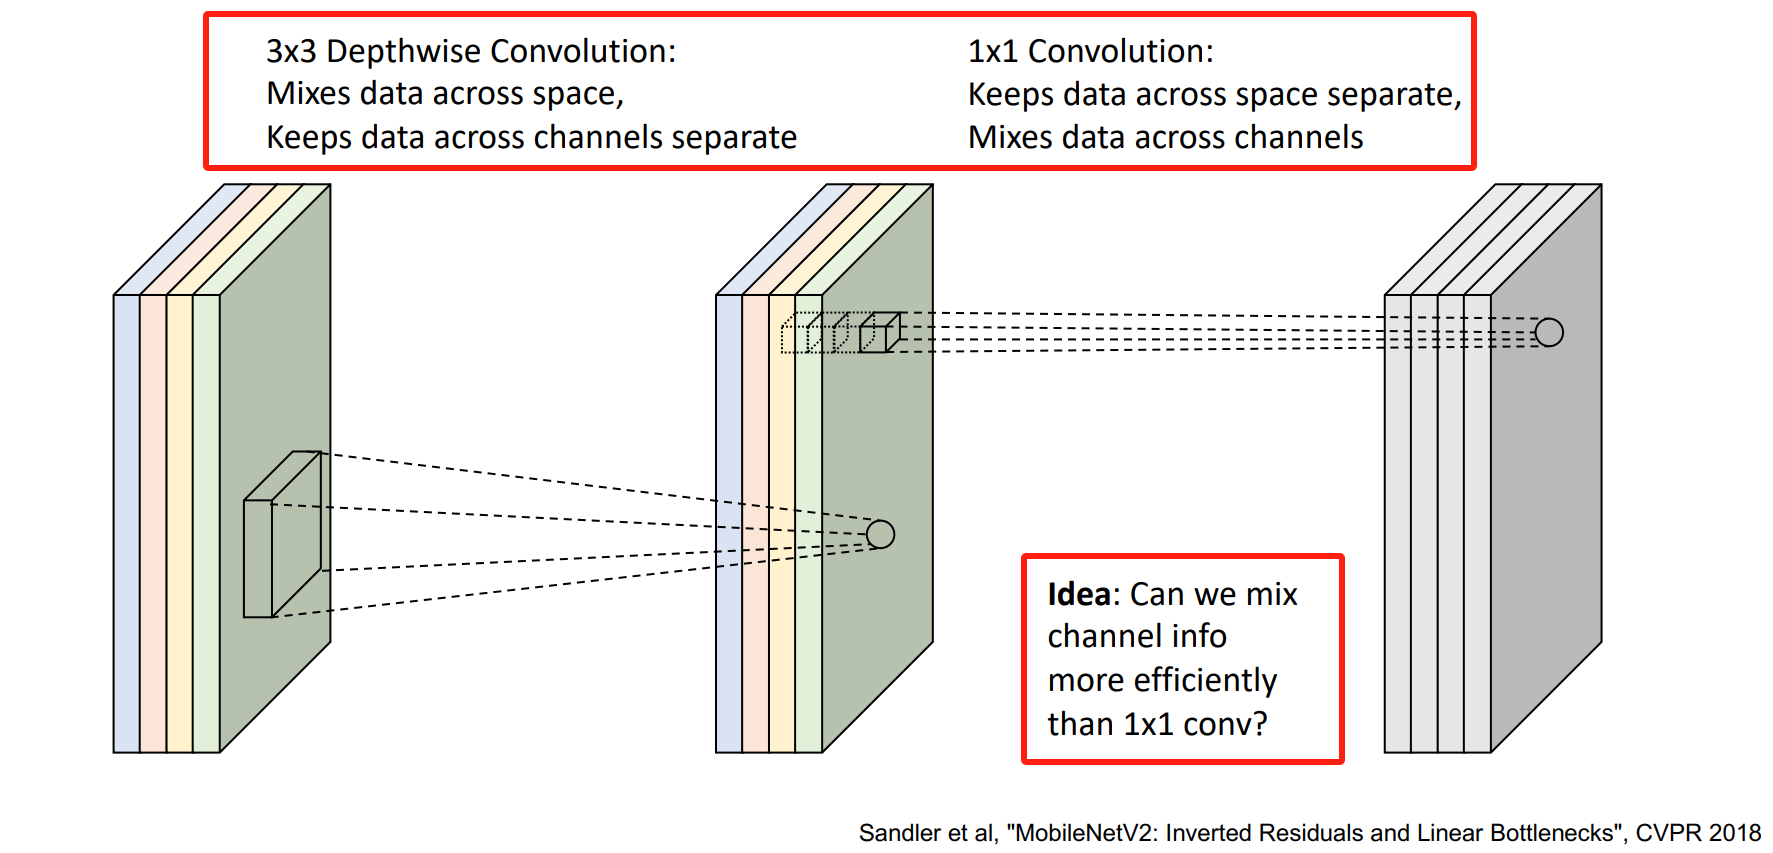 3x3 Depthwise Convolution:
Mixes data across space,
Keeps data across channels separate
1x1 Convolution:
Keeps data across space separate,
Mixes data across channels
Idea: Can we mix
channel info
more efficiently
than 1x1 conv?
Sandler et al, "MobileNetV2: Inverted Residuals and Linear Bottlenecks", CVPR 2018